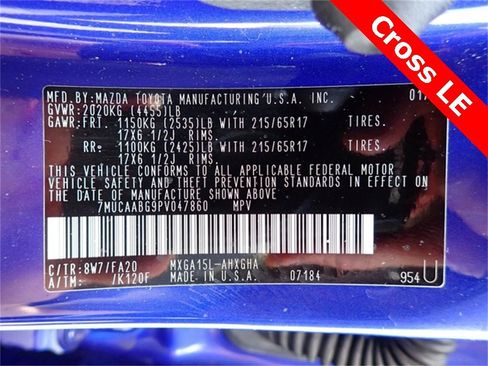 Cross LE
MFD.BY:MAZDA TOYOTA MANUFACTURING U.S.A. INC.
GVWR:2020KG (4455)LB
GAWR:FRT. 1150KG (2535)LB WITH 215/65R17 TIRES.
17X6 1/2J RIMS.
RR. 1100KG (2425)LB WITH 215/65R17 TIRES.
17X6 1/2J RIMS.
THIS VEHICLE CONFORMS TO ALL APPLICABLE FEDERAL MOTOR
VEHICLE SAFETY AND THEFT PREVENTION STANDARDS IN EFFECT ON
THE DATE OF MANUFACTURE SHOWN ABOVE.
7MUCAABG9PV047860 MPV
C/TR: 8W7/FA20 MXGA15L-AHXGHA
A/TM: /K120F MADE IN U.S.A. 07184 954 U